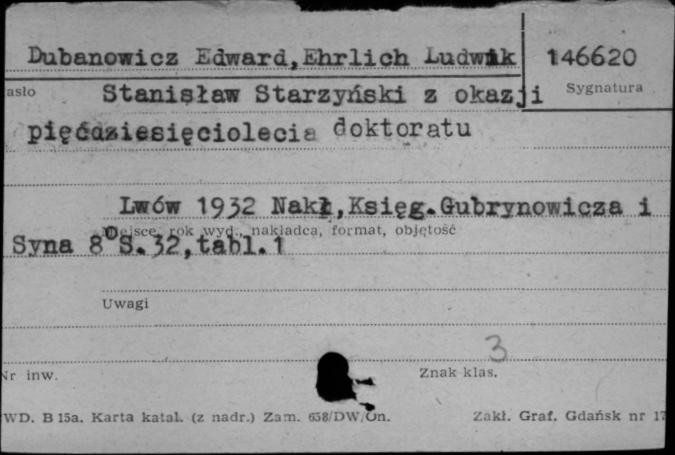 Dubanowicz Edward,Ehrlich Ludwik 146620
asło Stanisław Starzyński z okazji Sygnatura
pięćdziesięciolecia doktoratu
Lwów 1932 Nakł,Księg.Gubrynowicza i
Miejsce, rok wyd., nakładca, format, objętość
Syna 8° S.32,tabl.1
Uwagi
3
Nr inw. Znak klas.
WD. B 15a. Karta katal. (z nadr.) Zam. 658/DW/On. Zakł. Graf. Gdańsk nr 17